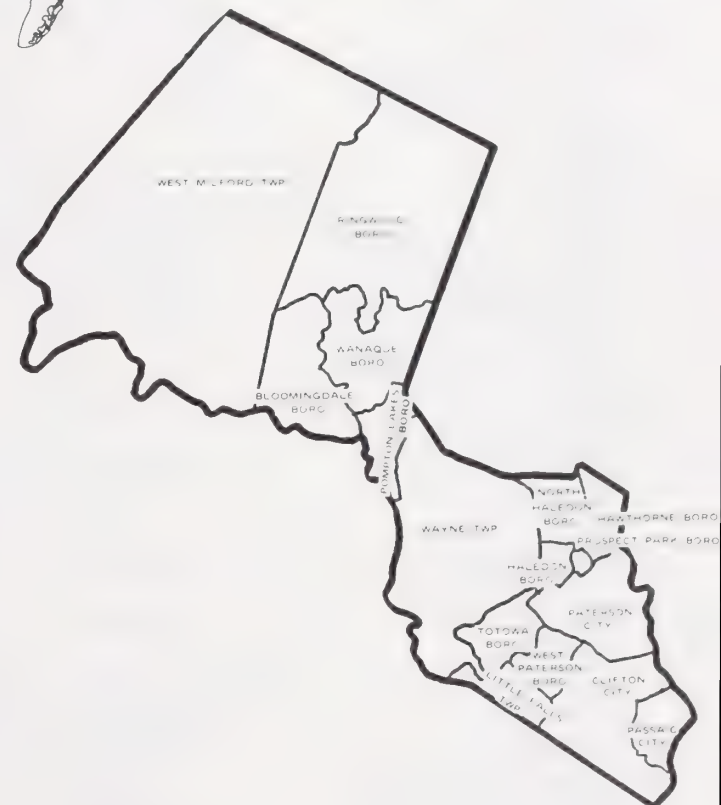 WEST MILFORD TWP
BORO
WANAQUE
BORO
BLOOMINGDALE
BORO
POMPTON LAKES
BORO
NORTH
HALEDON
BORO
HAWTHORNE BORO
WAYNE TWP
PROSPECT PARK BORO
HALEDON
BORO
PATERSON
CITY
TOTOWA
BORO
WEST
PATERSON
BORO
CLIFTON
CITY
LITTLE FALLS
TWP
PASSAIC
CITY